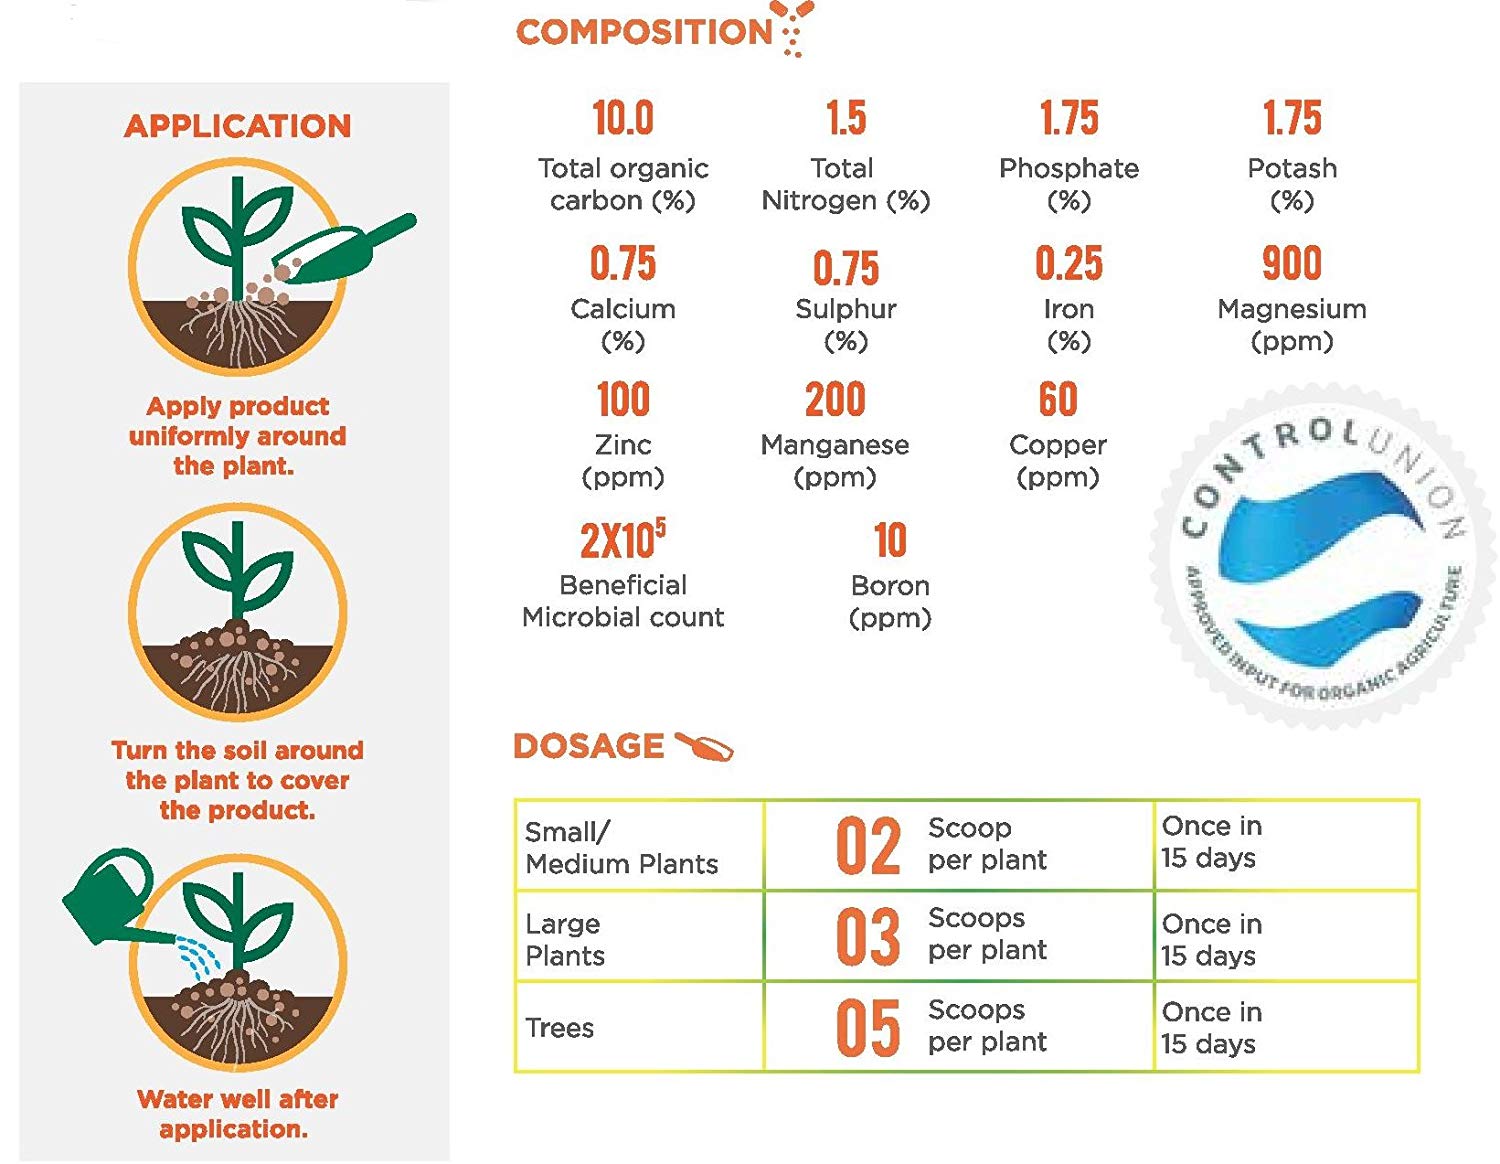 COMPOSITION
APPLICATION
Apply product
uniformly around
the plant.
Turn the soil around
the plant to cover
the product.
Water well after
application.
10.0
Total organic
carbon (%)
1.5
Total
Nitrogen (%)
1.75
Phosphate
(%)
1.75
Potash
(%)
0.75
Calcium
(%)
0.75
Sulphur
(%)
0.25
Iron
(%)
900
Magnesium
(ppm)
100
Zinc
(ppm)
200
Manganese
(ppm)
60
Copper
(ppm)
2X10⁵
Beneficial
Microbial count
10
Boron
(ppm)
CONTROLUNION
APPROVED INPUT FOR ORGANIC AGRICULTURE
DOSAGE
Small/
Medium Plants
02
Scoop
per plant
Once in
15 days
Large
Plants
03
Scoops
per plant
Once in
15 days
Trees
05
Scoops
per plant
Once in
15 days